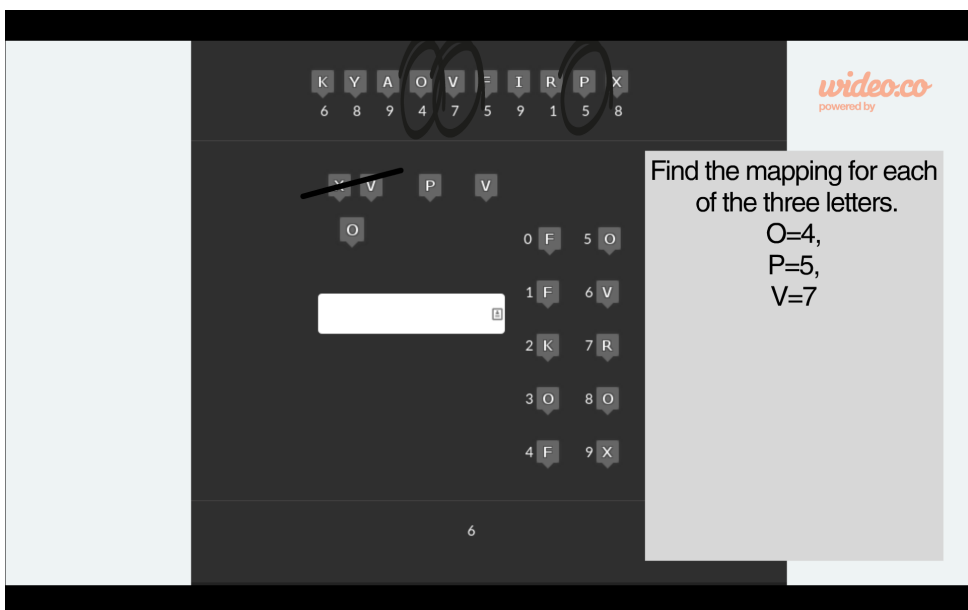 K Y A O V F I R P X
6 8 9 4 7 5 9 1 5 8
wideo.co
powered by
X V P V
O
Find the mapping for each
of the three letters.
O=4,
P=5,
V=7
0 F 5 O
1 F 6 V
2 K 7 R
3 O 8 O
4 F 9 X
6